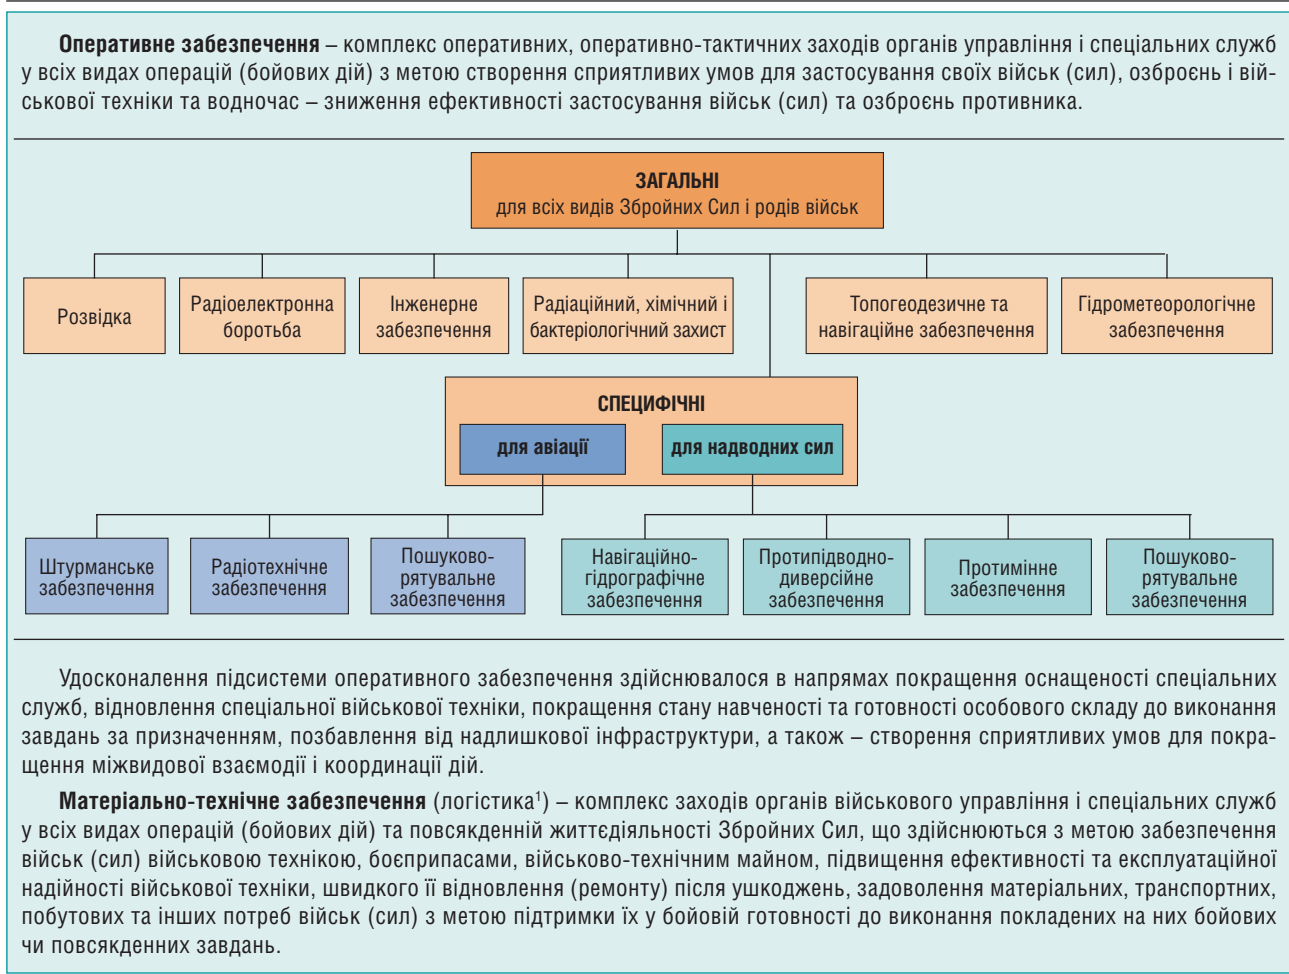 Оперативне забезпечення – комплекс оперативних, оперативно-тактичних заходів органів управління і спеціальних служб
у всіх видах операцій (бойових дій) з метою створення сприятливих умов для застосування своїх військ (сил), озброєнь і вій-
ськової техніки та водночас – зниження ефективності застосування військ (сил) та озброєнь противника.
ЗАГАЛЬНІ
для всіх видів Збройних Сил і родів військ
Розвідка
Радіоелектронна
боротьба
Інженерне
забезпечення
Радіаційний, хімічний і
бактеріологічний захист
Топогеодезичне та
навігаційне забезпечення
Гідрометеорологічне
забезпечення
СПЕЦИФІЧНІ
для авіації
для надводних сил
Штурманське
забезпечення
Радіотехнічне
забезпечення
Пошуково-
рятувальне
забезпечення
Навігаційно-
гідрографічне
забезпечення
Протипідводно-
диверсійне
забезпечення
Протимінне
забезпечення
Пошуково-
рятувальне
забезпечення
Удосконалення підсистеми оперативного забезпечення здійснювалося в напрямах покращення оснащеності спеціальних
служб, відновлення спеціальної військової техніки, покращення стану навченості та готовності особового складу до виконання
завдань за призначенням, позбавлення від надлишкової інфраструктури, а також – створення сприятливих умов для покра-
щення міжвидової взаємодії і координації дій.
Матеріально-технічне забезпечення (логістика¹) – комплекс заходів органів військового управління і спеціальних служб
у всіх видах операцій (бойових дій) та повсякденній життєдіяльності Збройних Сил, що здійснюються з метою забезпечення
військ (сил) військовою технікою, боєприпасами, військово-технічним майном, підвищення ефективності та експлуатаційної
надійності військової техніки, швидкого її відновлення (ремонту) після ушкоджень, задоволення матеріальних, транспортних,
побутових та інших потреб військ (сил) з метою підтримки їх у бойовій готовності до виконання покладених на них бойових
чи повсякденних завдань.